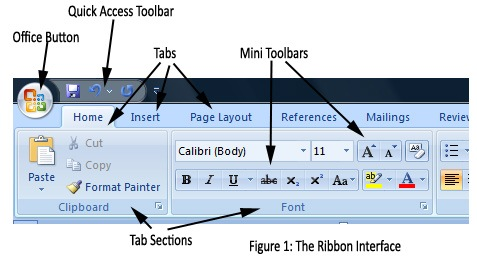 Quick Access Toolbar
Office Button
Tabs
Mini Toolbars
Home Insert Page Layout References Mailings Review
Cut
Calibri (Body) 11 A A Aa
Copy
Paste
Format Painter
B I U abc X₂ X² Aa ab A
Clipboard Font
Tab Sections
Figure 1: The Ribbon Interface